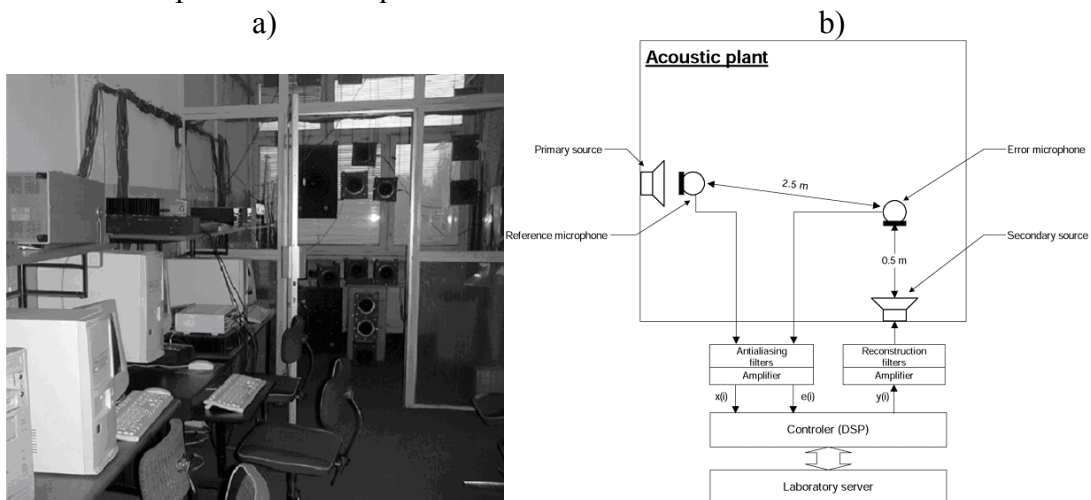 a)
b)
Acoustic plant
Primary source
Error microphone
2.5 m
Reference microphone
Secondary source
0.5 m
Antialiasing
filters
Amplifier
Reconstruction
filters
Amplifier
x(i)
e(i)
y(i)
Controler (DSP)
Laboratory server